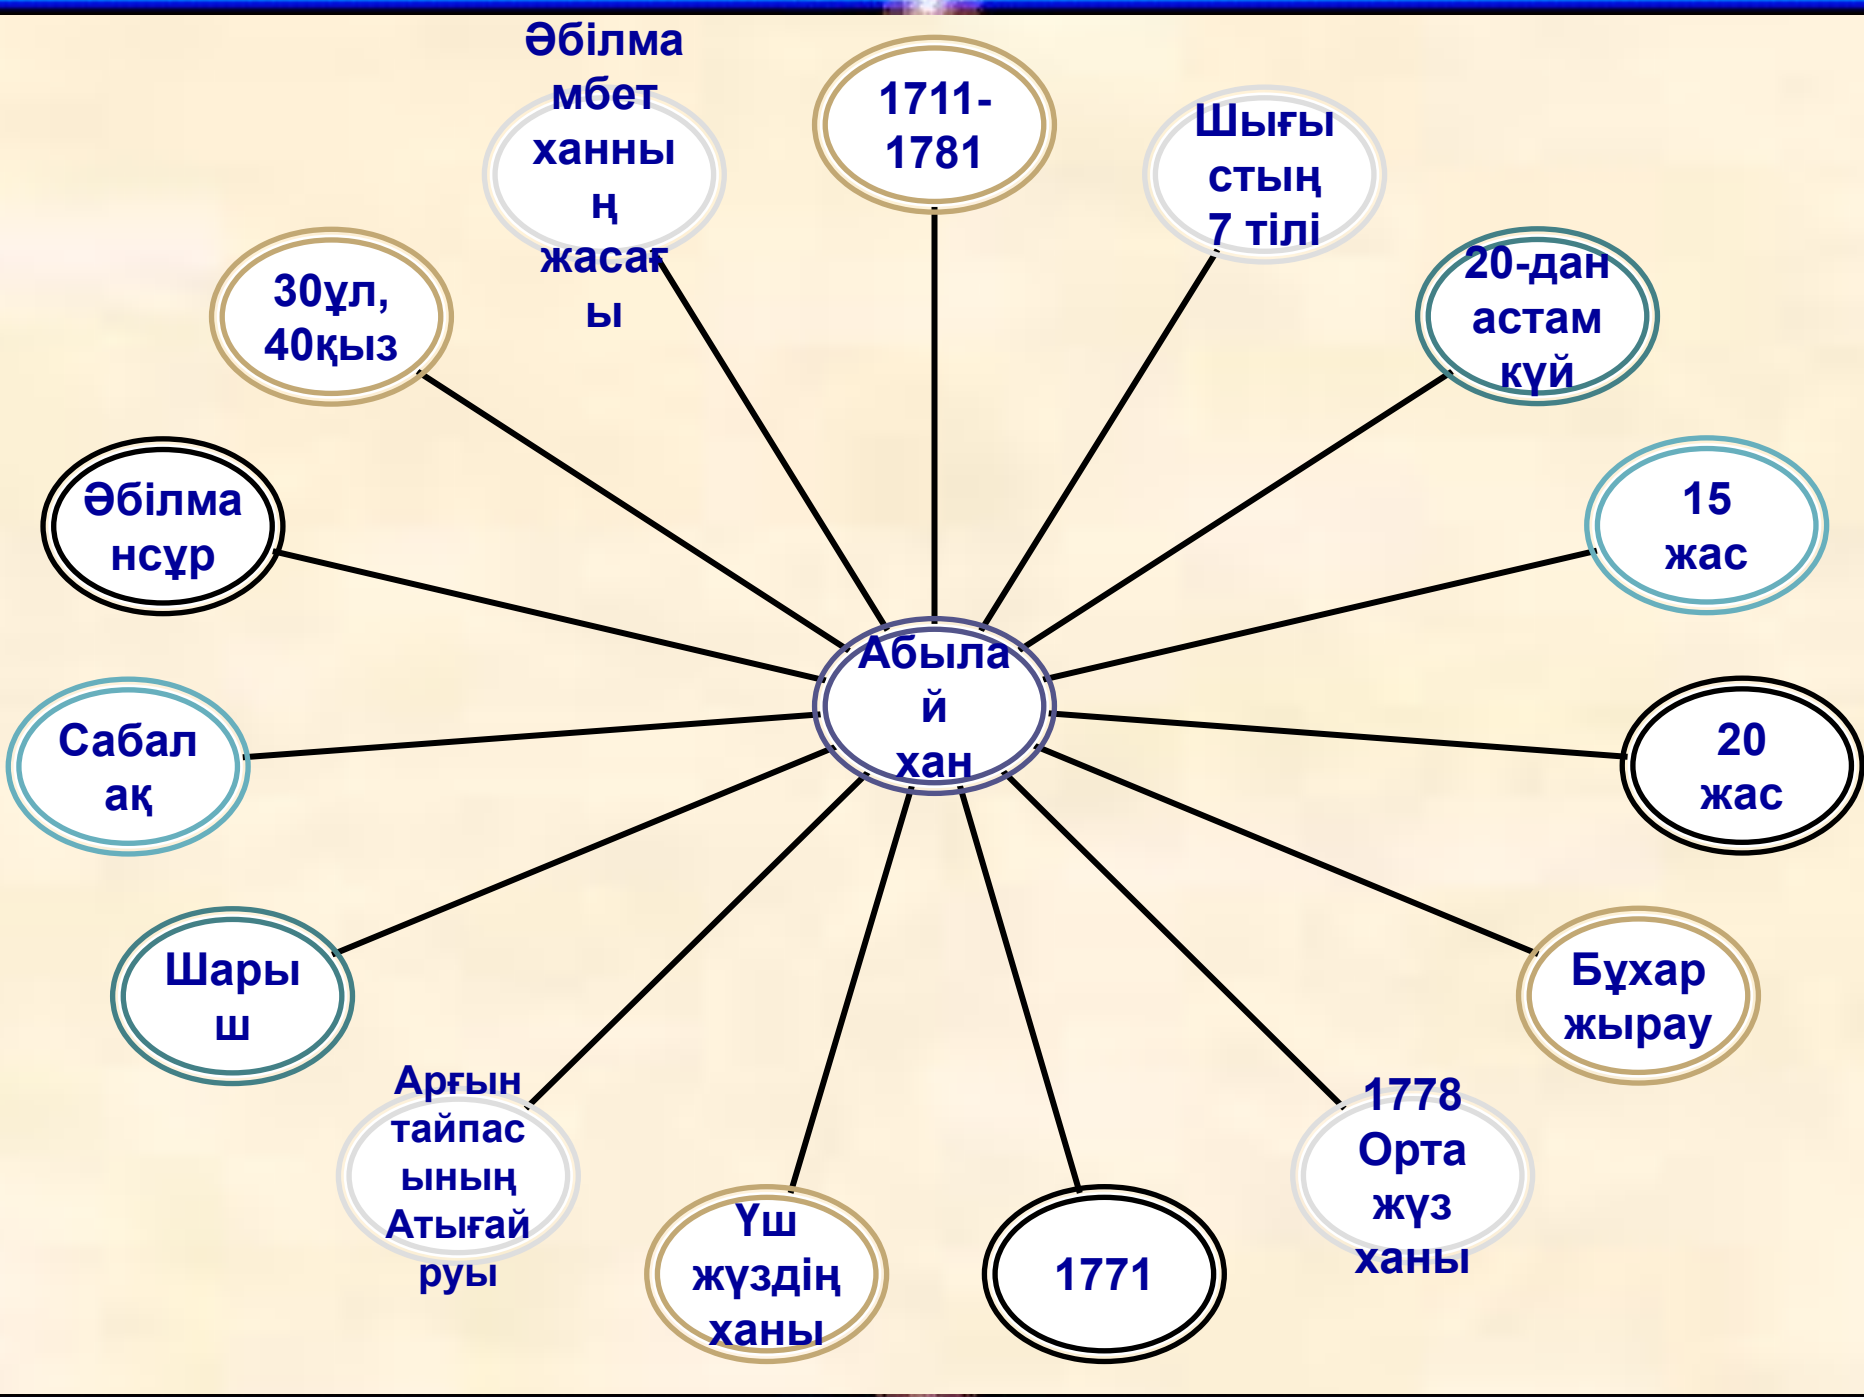 Әбілма
мбет
ханны
ң
жасағ
ы
1711-
1781
Шығы
стың
7 тілі
20-дан
астам
күй
30ұл,
40қыз
15
жас
Әбілма
нсұр
Абыла
й
хан
20
жас
Сабал
ақ
Бұхар
жырау
Шары
ш
1778
Орта
жүз
ханы
Арғын
тайпас
ының
Атығай
руы
Үш
жүздің
ханы
1771